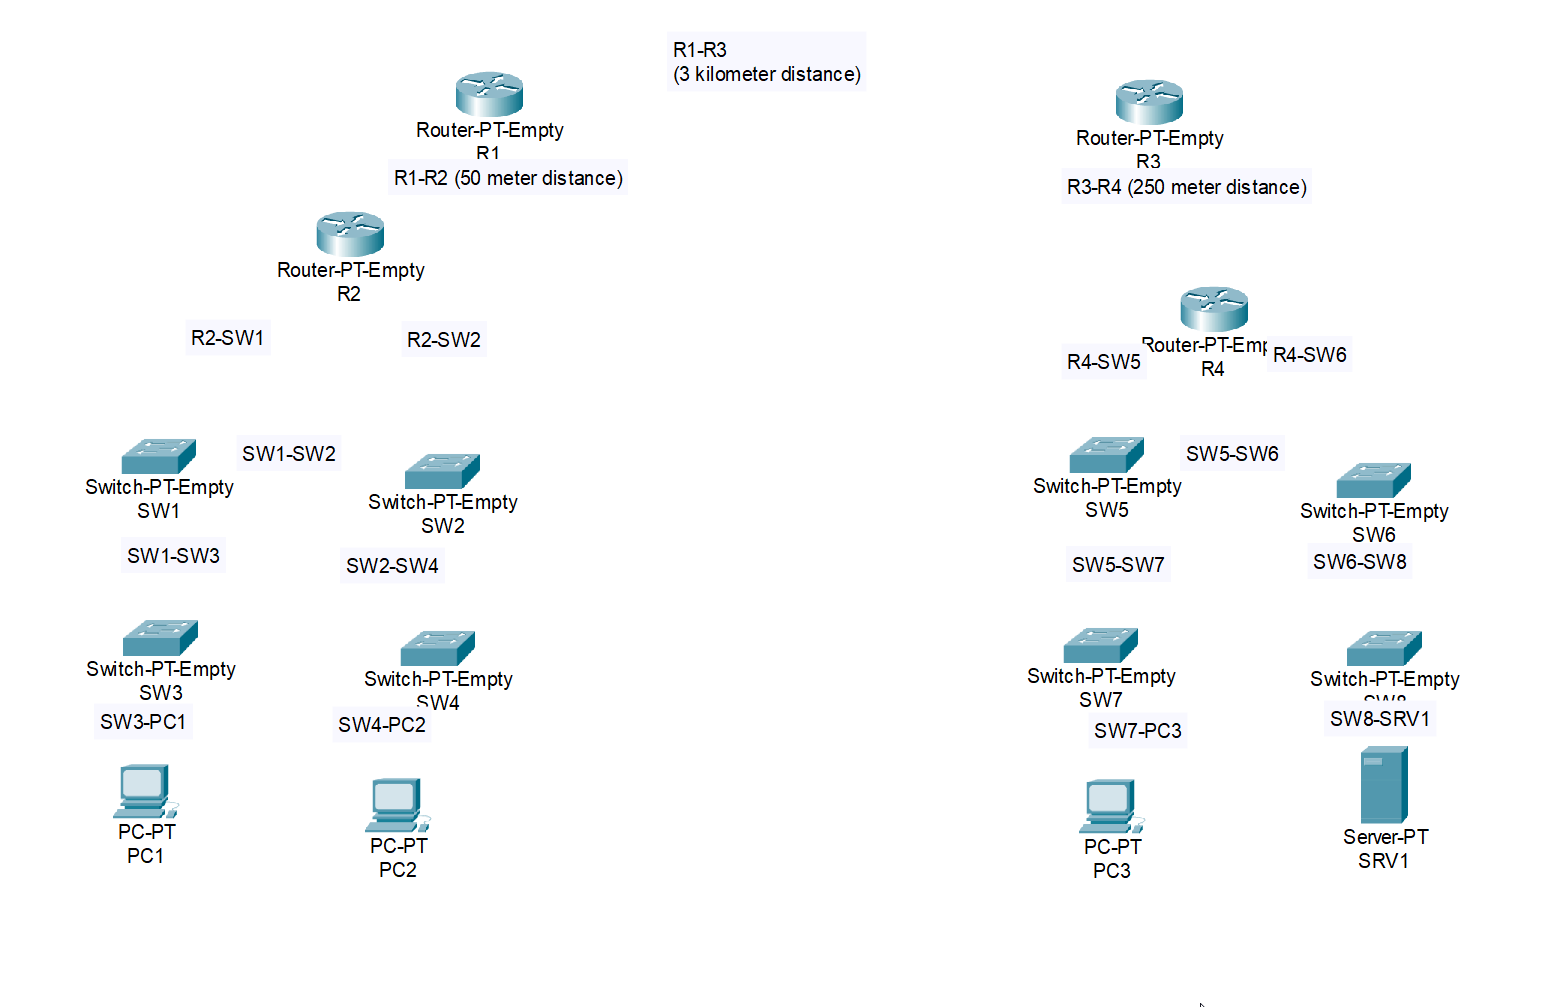 R1-R3
(3 kilometer distance)
Router-PT-Empty
R1
R1-R2 (50 meter distance)
Router-PT-Empty
R3
R3-R4 (250 meter distance)
Router-PT-Empty
R2
R2-SW1
R2-SW2
Router-PT-Emp
R4
R4-SW5
R4-SW6
SW1-SW2
Switch-PT-Empty
SW1
Switch-PT-Empty
SW2
SW5-SW6
Switch-PT-Empty
SW5
Switch-PT-Empty
SW6
SW1-SW3
SW2-SW4
SW5-SW7
SW6-SW8
Switch-PT-Empty
SW3
Switch-PT-Empty
SW4
Switch-PT-Empty
SW7
Switch-PT-Empty
SW8
SW3-PC1
SW4-PC2
SW7-PC3
SW8-SRV1
PC-PT
PC1
PC-PT
PC2
PC-PT
PC3
Server-PT
SRV1